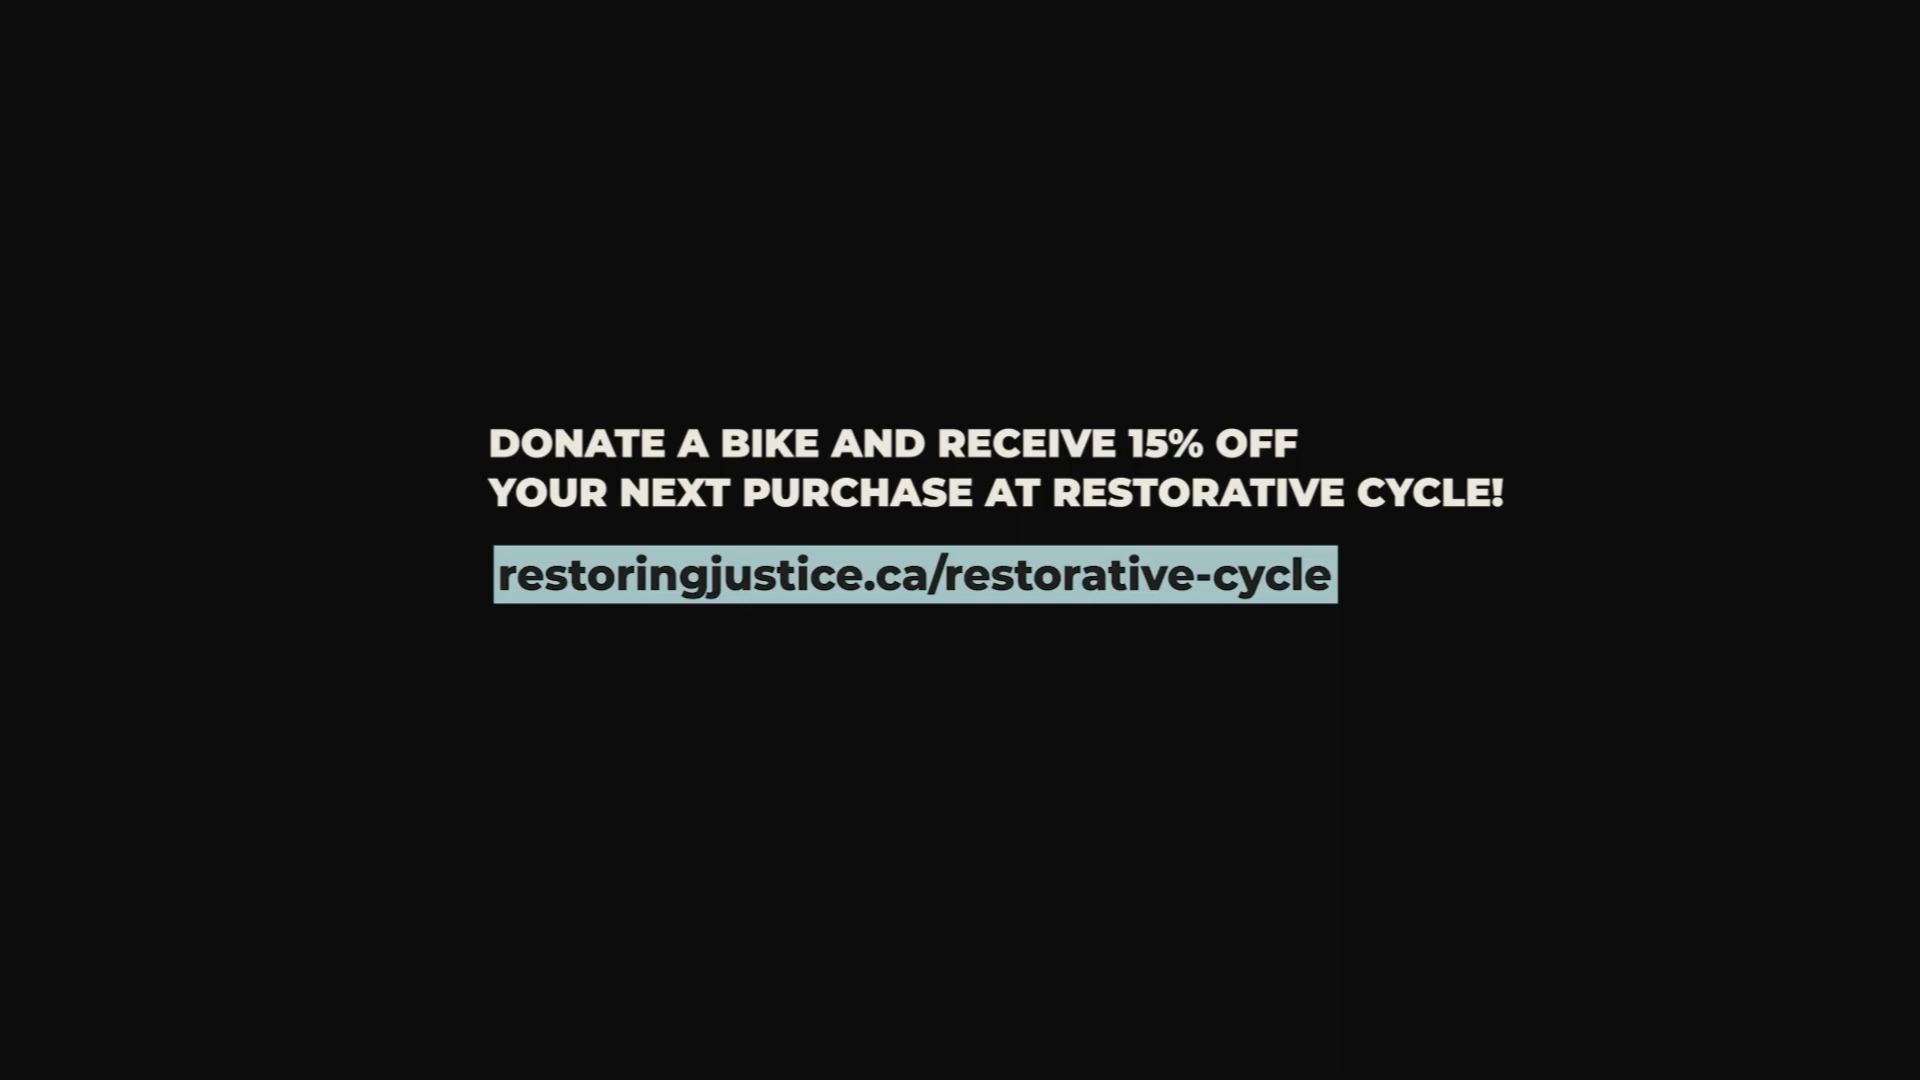 DONATE A BIKE AND RECEIVE 15% OFF
YOUR NEXT PURCHASE AT RESTORATIVE CYCLE!
restoringjustice.ca/restorative-cycle